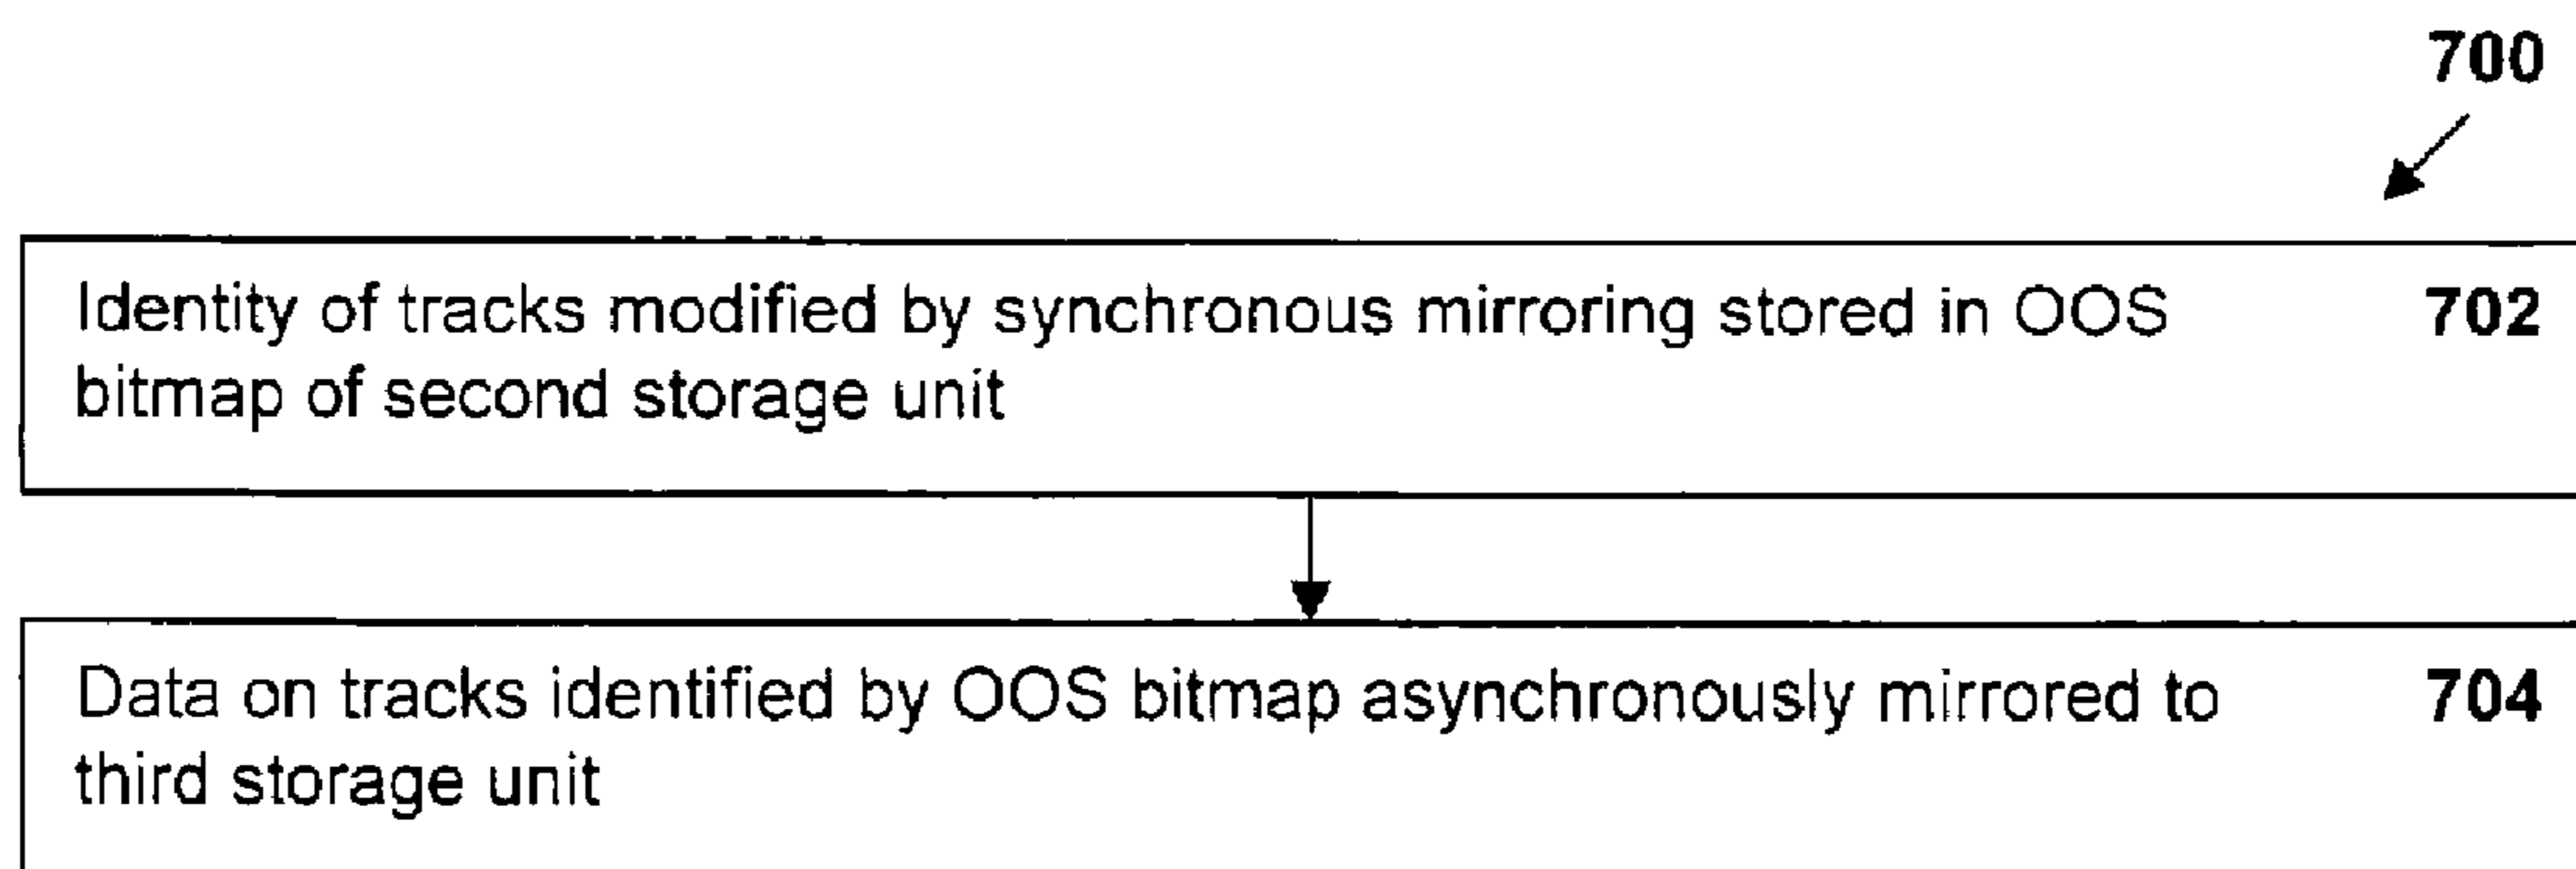 700
Identity of tracks modified by synchronous mirroring stored in OOS 702
bitmap of second storage unit
Data on tracks identified by OOS bitmap asynchronously mirrored to 704
third storage unit